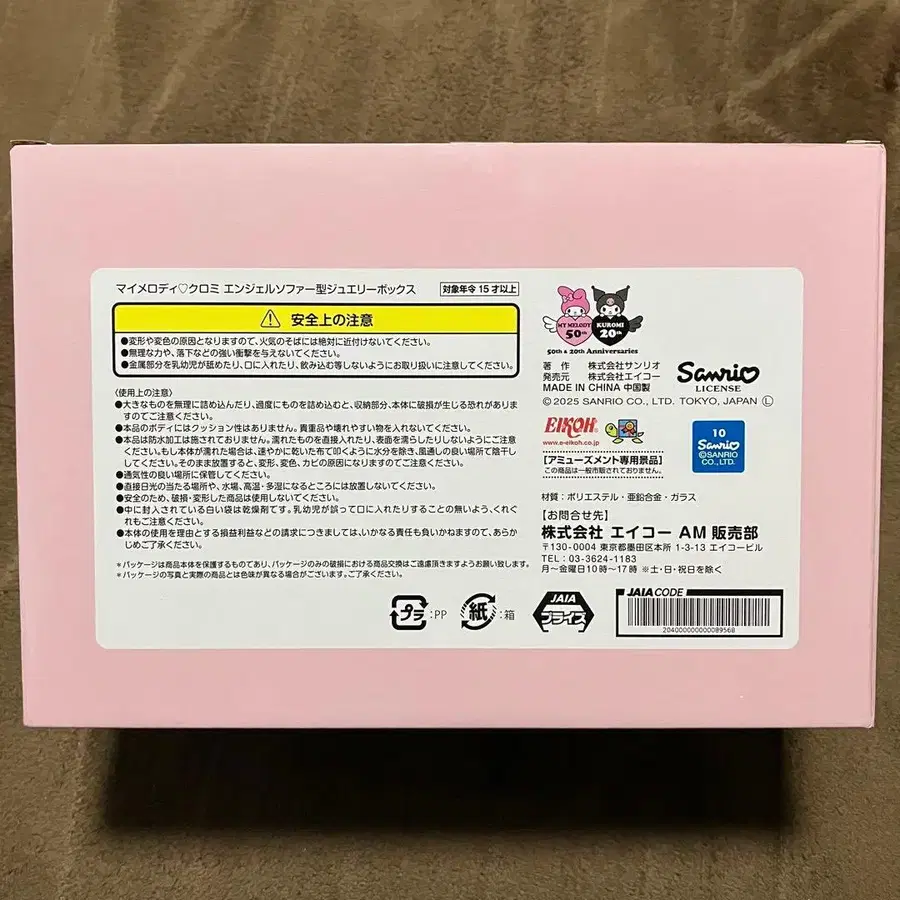 マイメロディ♡クロミ エンジェルソファー型ジュエリーボックス
対象年令 15才以上
⚠ 安全上の注意
●変形や変色の原因となりますので、火気のそばには絶対に近付けないでください。
●無理な力や、落下などの強い衝撃を与えないでください。
●金属部分を乳幼児が舐めたり、口に入れたり、飲み込む等しないようにお取り扱いに注意してください。
〈使用上の注意〉
●大きなものを無理に詰め込んだり、過度にものを詰め込むと、収納部分、本体に破損が生じる恐れがありま
すのでご注意ください。
●本品のボディにはクッション性はありません。貴重品や壊れやすい物を入れないでください。
●本品は防水加工は施されておりません。濡れたものを直接入れたり、表面を濡らしたりしないようにご注意
ください。もし本体が濡れた場合は、速やかに乾いた布で叩くように水分を除き、風通しの良い場所で陰干し
してください。そのまま放置すると、変形、変色、カビの原因になりますのでご注意ください。
●通気性の良い場所に保管してください。
●直接日光の当たる場所や、水場、高温・多湿になるところには放置しないでください。
●安全のため、破損・変形した商品は使用しないでください。
●中に封入されている白い袋は乾燥剤です。乳幼児が誤って口に入れたりすることの無いよう、くれぐ
れもご注意ください。
●本体の使用を理由とする損益利益などの請求につきましては、いかなる責任も負いかねますので、あらか
じめご了承ください。
＊パッケージは商品本体を保護するものであり、パッケージのみの破損における商品交換はご遠慮頂きますようお願い致します。
＊パッケージの写真と実際の商品とは色味が異なる場合がございます。ご了承ください。
プラ :PP
紙 :箱
JAIA
プライズ
MY MELODY
50th
KUROMI
20th
50th & 20th Anniversaries
著 作 株式会社サンリオ
発売元 株式会社エイコー
MADE IN CHINA 中国製
© 2025 SANRIO CO., LTD. TOKYO, JAPAN Ⓛ
Sanrio
LICENSE
EIKOH®
www.e-eikoh.co.jp
【アミューズメント専用景品】
この商品は一般市販されておりません。
10
Sanrio
©SANRIO
CO., LTD.
材質：ポリエステル・亜鉛合金・ガラス
【お問合せ先】
株式会社 エイコー AM 販売部
〒130-0004 東京都墨田区本所 1-3-13 エイコービル
TEL：03-3624-1183
月～金曜日10時～17時 ※土・日・祝日を除く
JAIA CODE